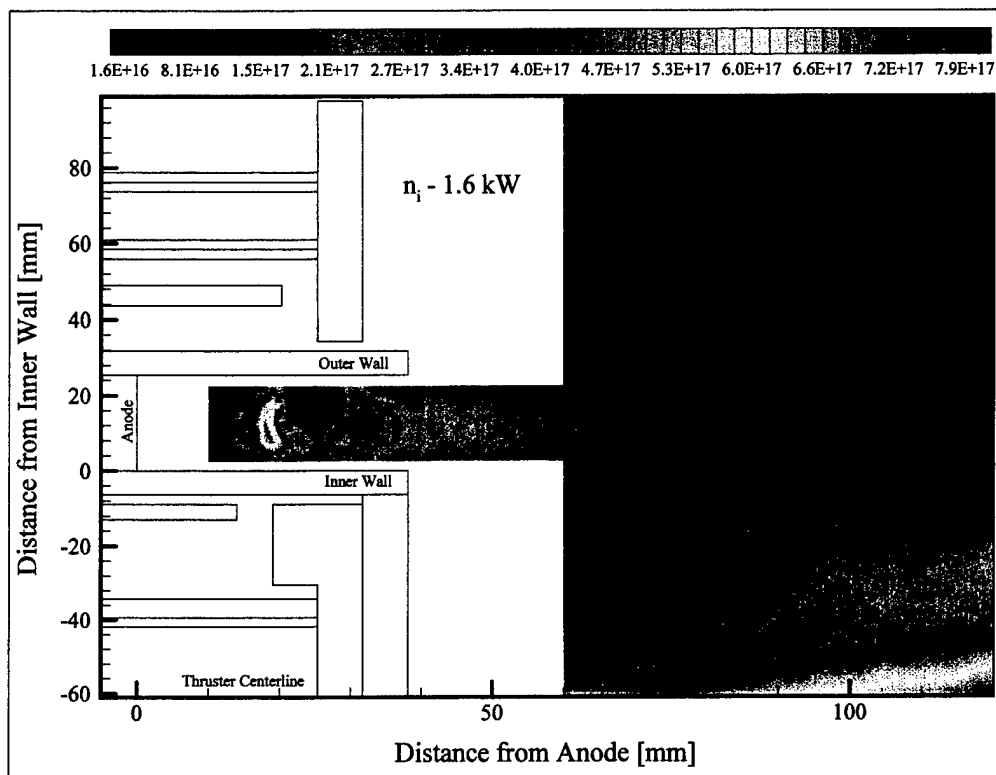 1.6E+16 8.1E+16 1.5E+17 2.1E+17 2.7E+17 3.4E+17 4.0E+17 4.7E+17 5.3E+17 6.0E+17 6.6E+17 7.2E+17 7.9E+17
n_i - 1.6 kW
80
60
40
20
0
-20
-40
-60
Distance from Inner Wall [mm]
Outer Wall
Anode
Inner Wall
Thruster Centerline
0 50 100
Distance from Anode [mm]